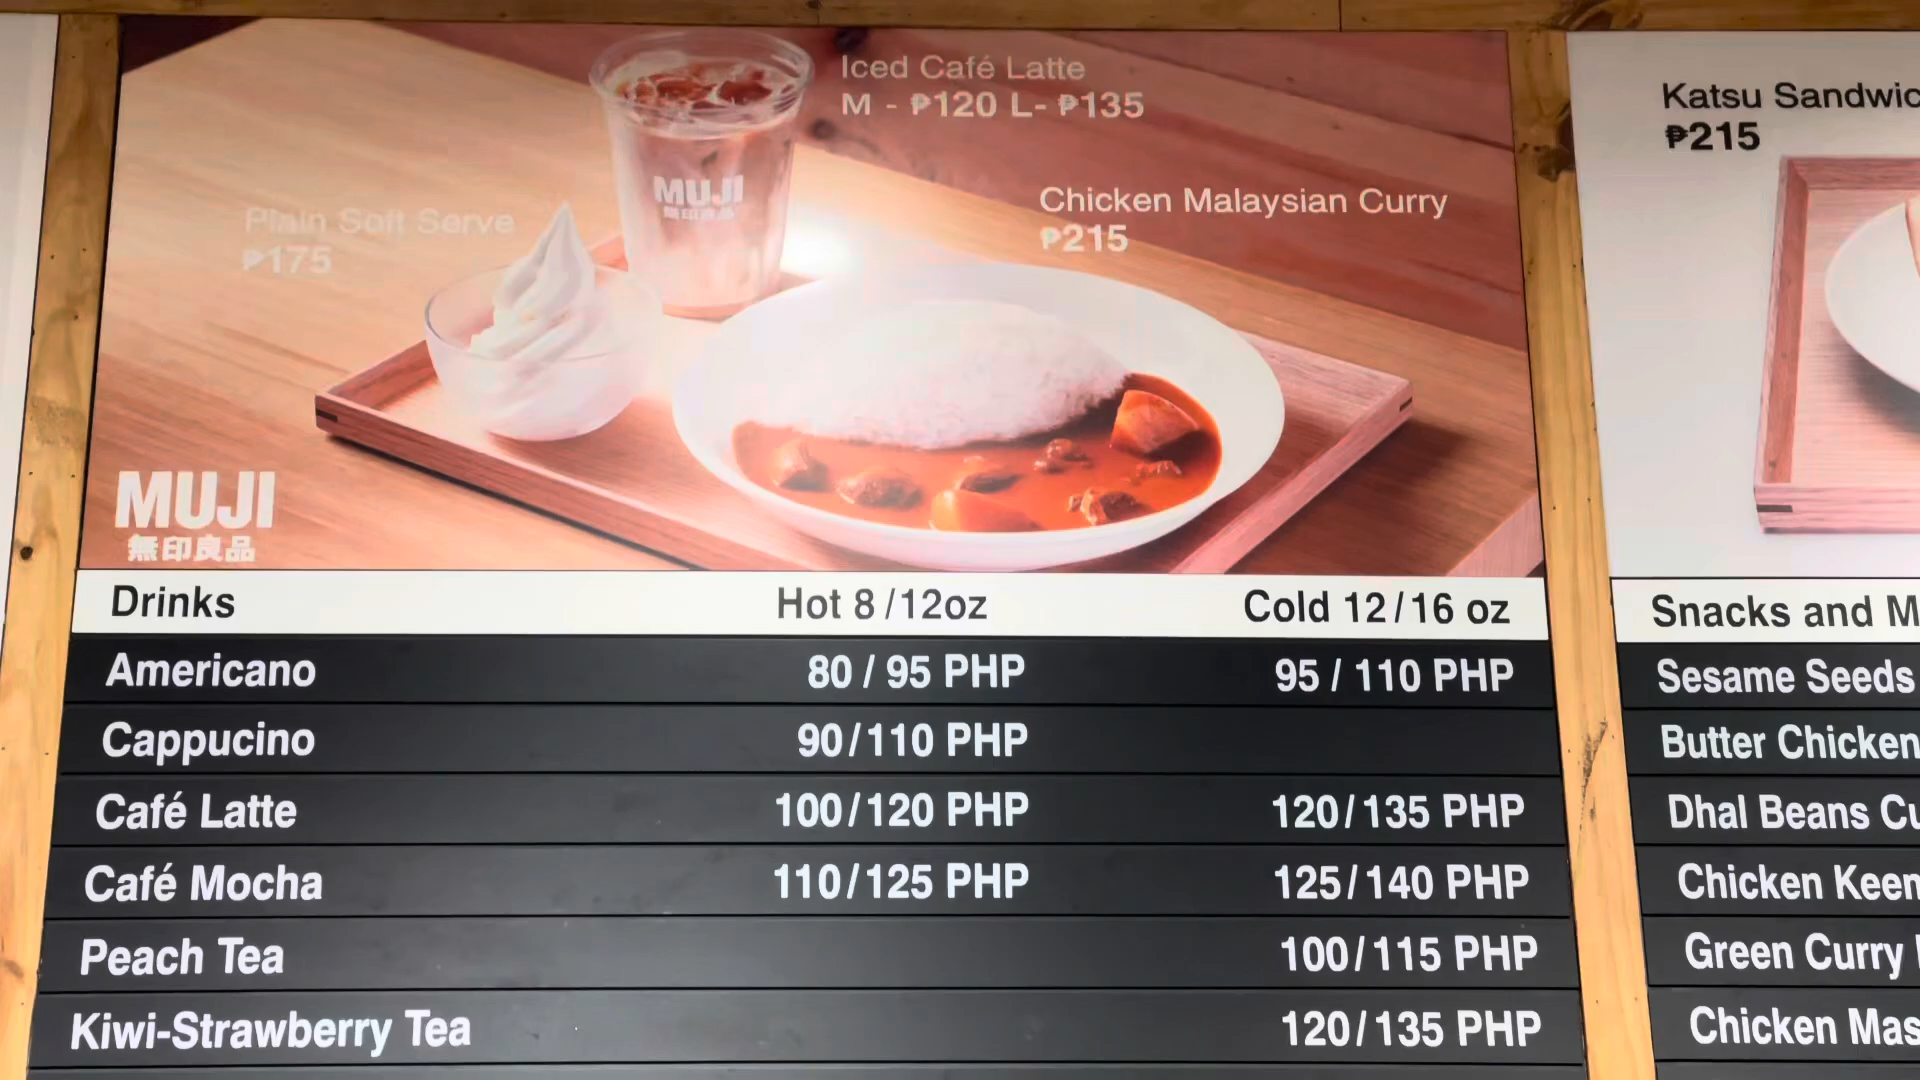 Iced Café Latte
M - ₱120 L- ₱135
Katsu
₱215
Chicken Malaysian Curry
₱215
Plain Soft Serve
₱175
MUJI
無印良品
MUJI
無印良品
Drinks Hot 8/12oz Cold 12/16 oz
Americano 80 / 95 PHP 95 / 110 PHP
Cappucino 90/110 PHP
Café Latte 100/120 PHP 120/135 PHP
Café Mocha 110/125 PHP 125/140 PHP
Peach Tea 100/115 PHP
Kiwi-Strawberry Tea 120/135 PHP
Snacks and
Sesame Seeds
Butter Chicken
Dhal Beans
Chicken
Green Curry
Chicken